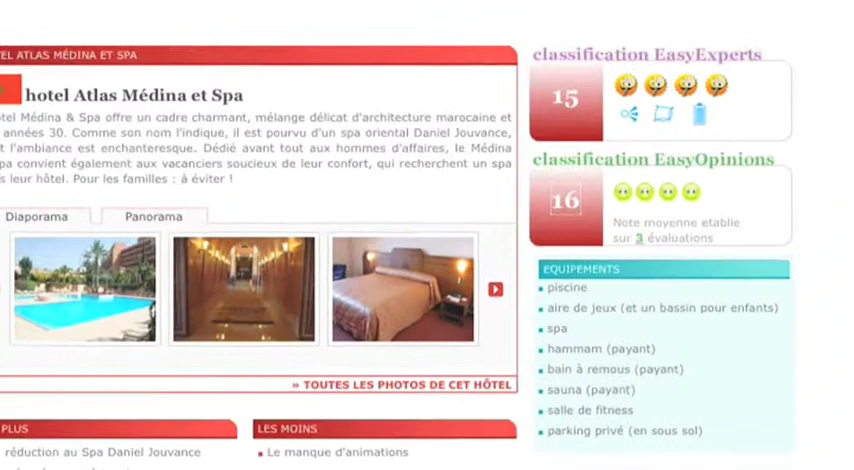 EL ATLAS MÉDINA ET SPA
hotel Atlas Médina et Spa
tel Médina & Spa offre un cadre charmant, mélange délicat d'architecture marocaine et
années 30. Comme son nom l'indique, il est pourvu d'un spa oriental Daniel Jouvance,
t l'ambiance est enchanteresque. Dédié avant tout aux hommes d'affaires, le Médina
pa convient également aux vacanciers soucieux de leur confort, qui recherchent un spa
s leur hôtel. Pour les familles : à éviter !
Diaporama
Panorama
» TOUTES LES PHOTOS DE CET HÔTEL
PLUS
réduction au Spa Daniel Jouvance
LES MOINS
Le manque d'animations
classification EasyExperts
15
classification EasyOpinions
16
Note moyenne etablie
sur 3 évaluations
EQUIPEMENTS
piscine
aire de jeux (et un bassin pour enfants)
spa
hammam (payant)
bain à remous (payant)
sauna (payant)
salle de fitness
parking privé (en sous sol)